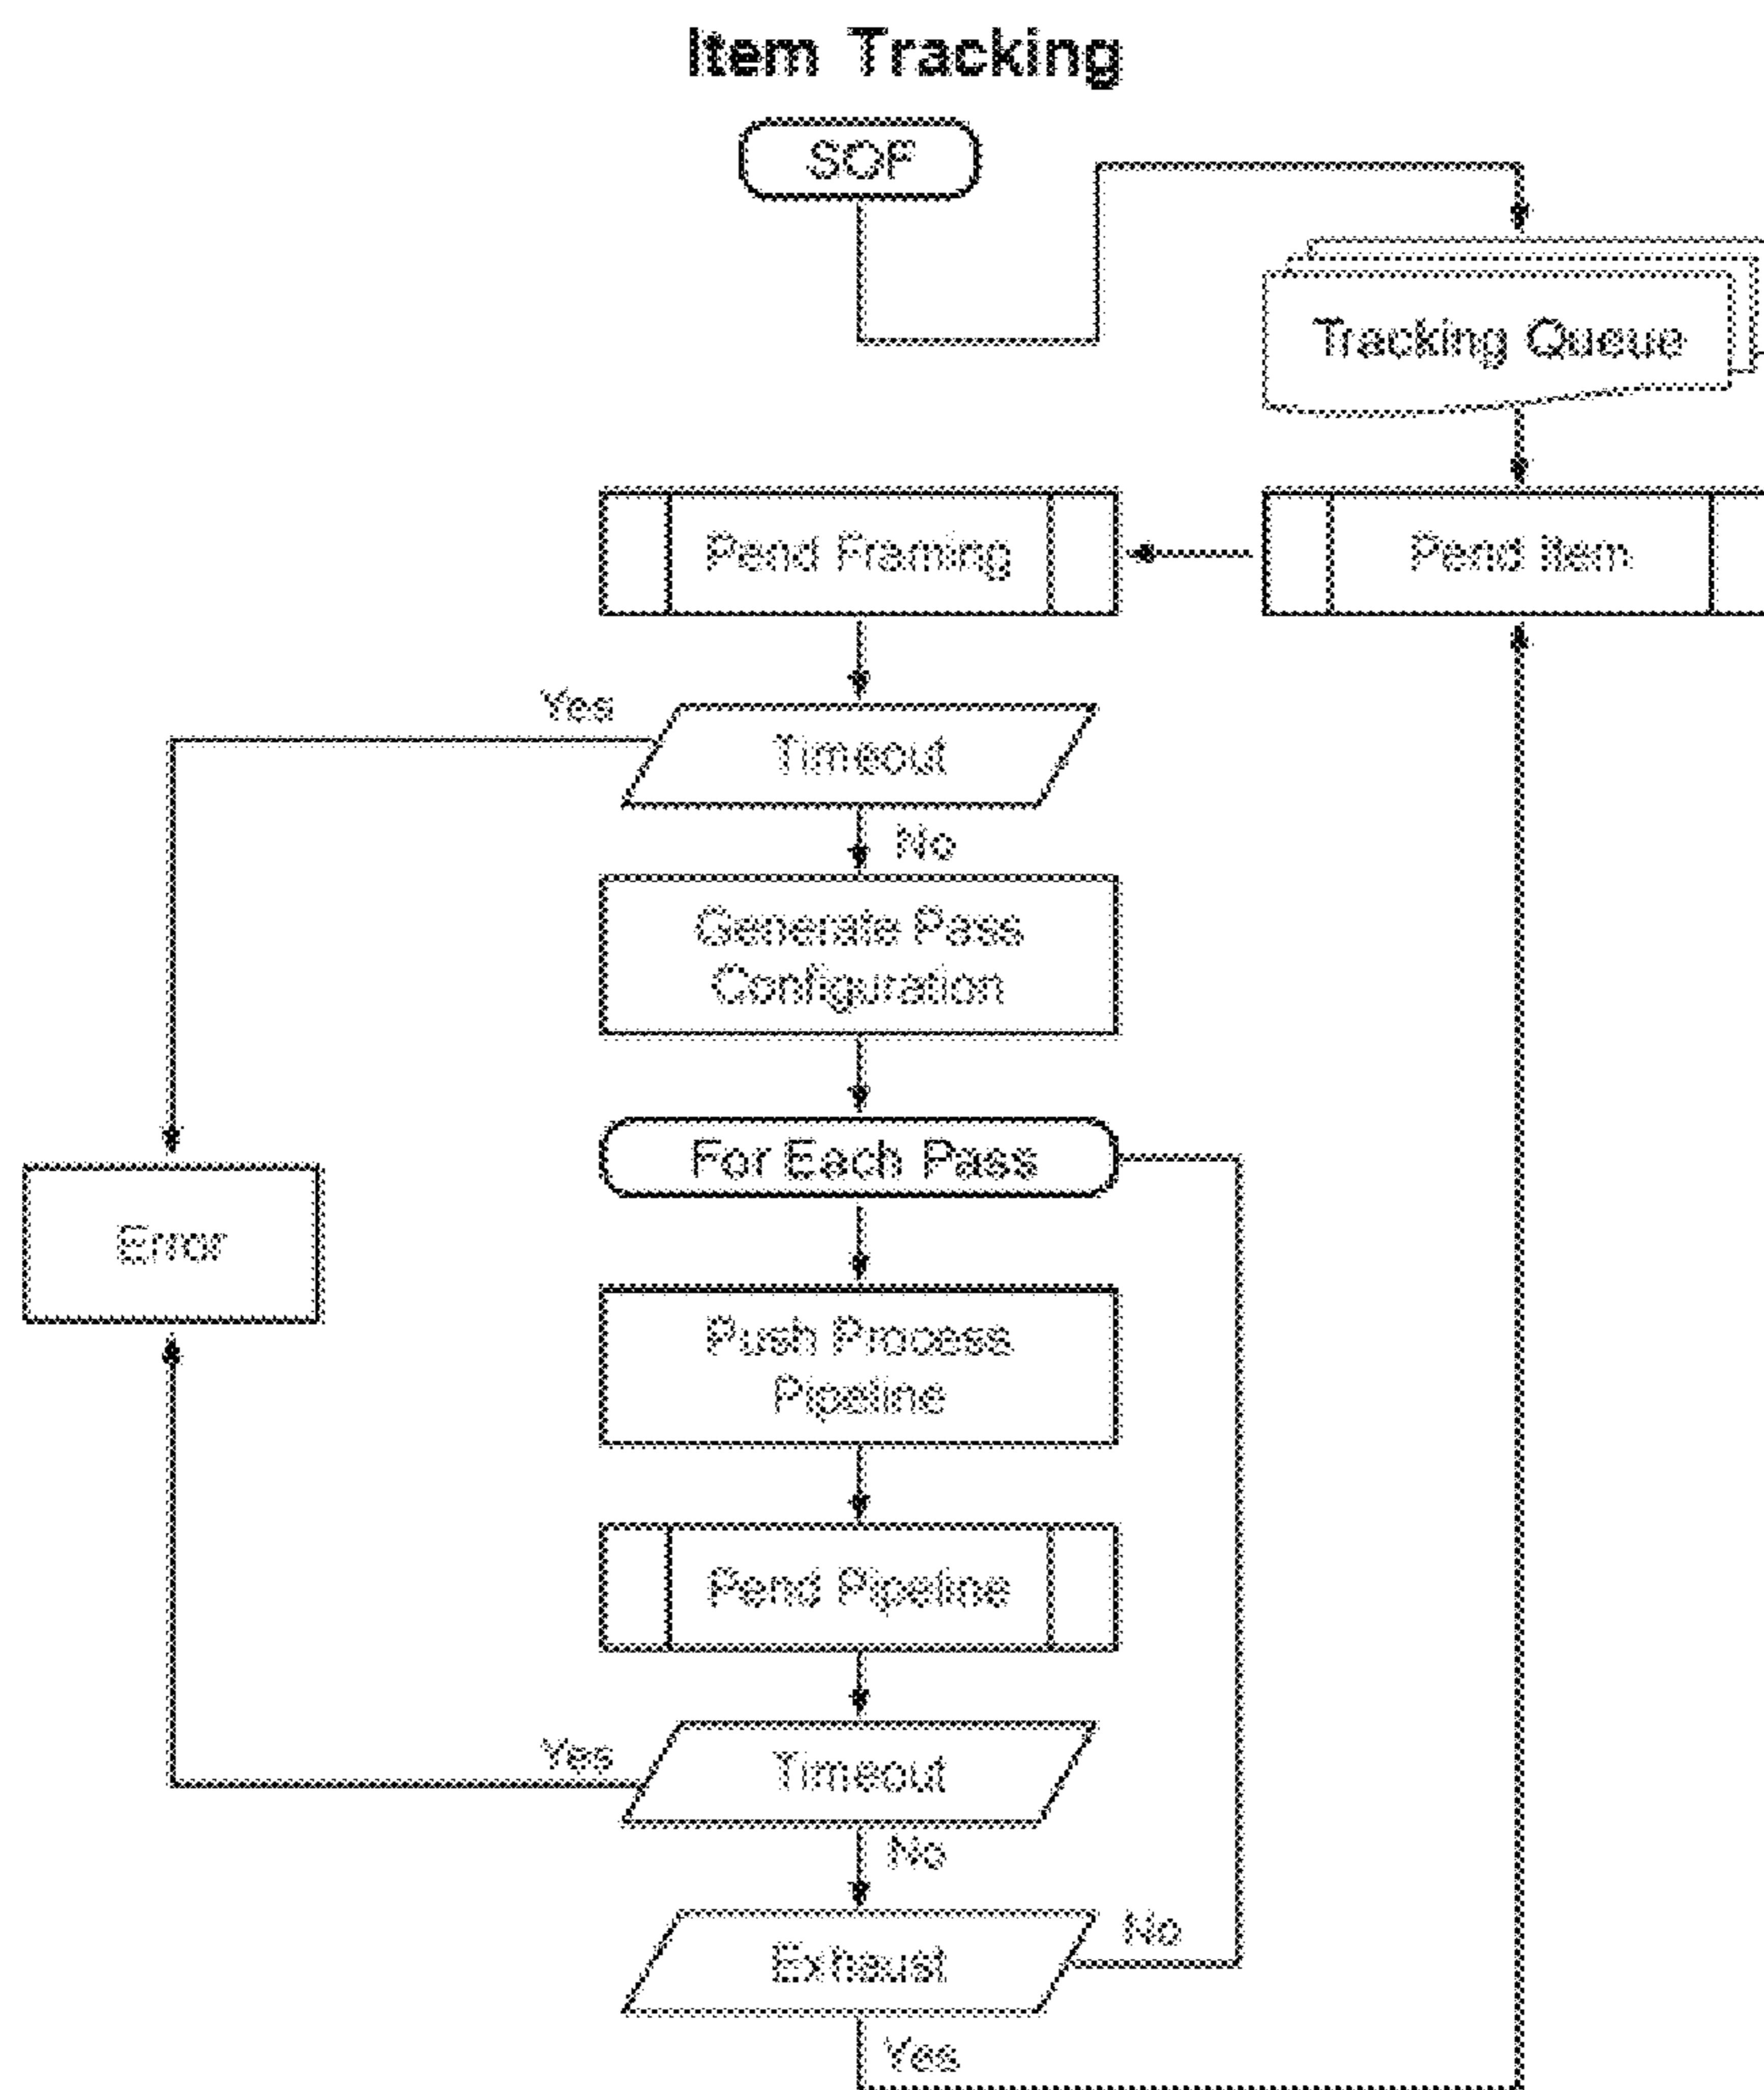 Item Tracking
SOF
Tracking Queue
Pend Framing
Pend Item
Yes
Timeout
No
Generate Pass
Configuration
For Each Pass
Error
Push Process
Pipeline
Pend Pipeline
Yes
Timeout
No
Exhaust
No
Yes